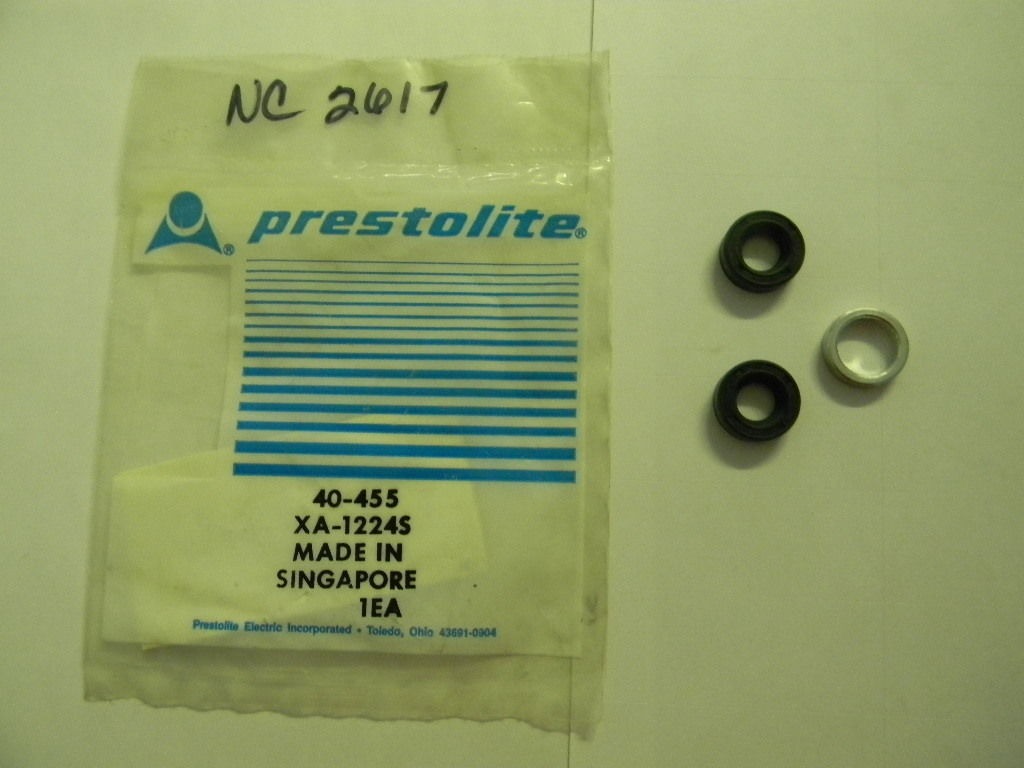 NC 2617
prestolite®
®
40-455
XA-1224S
MADE IN
SINGAPORE
1EA
Prestolite Electric Incorporated • Toledo, Ohio 43691-0904